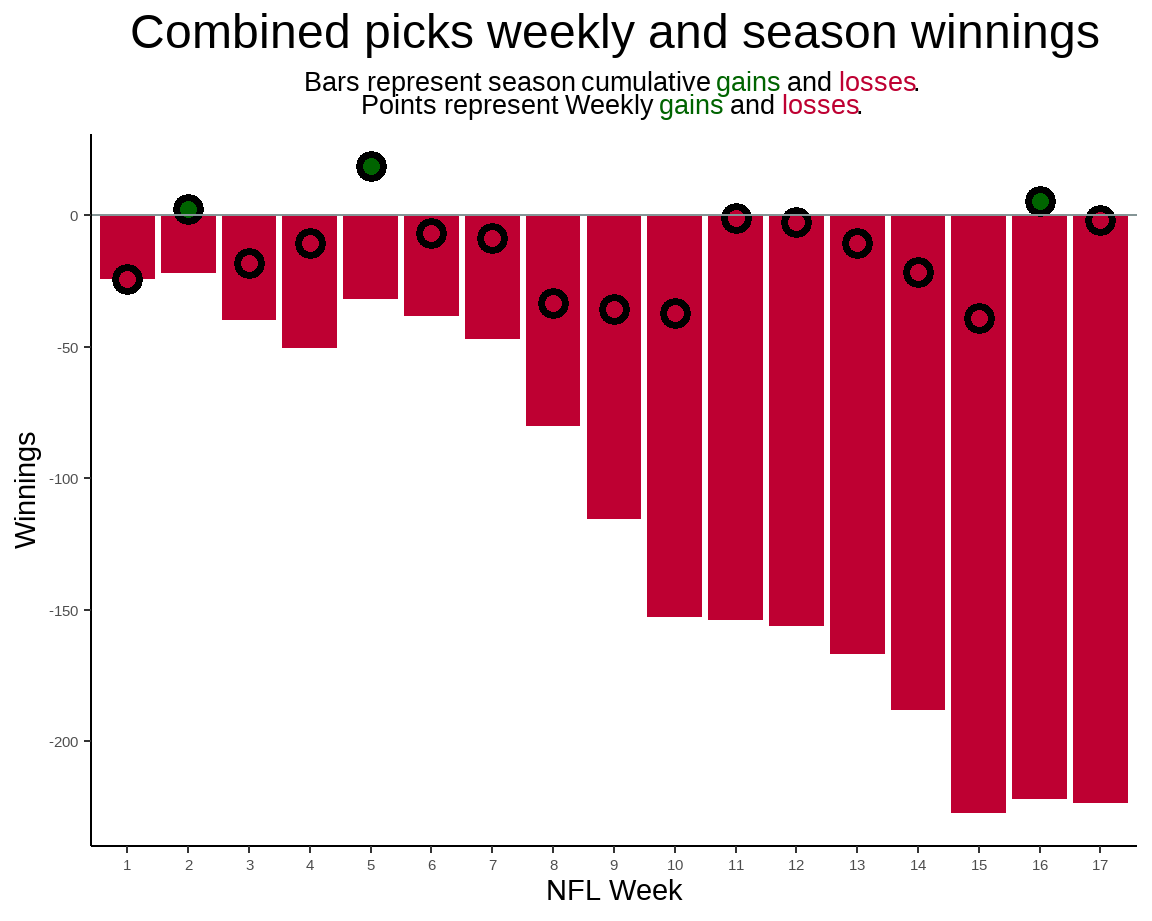 Combined picks weekly and season winnings
Bars represent season cumulative gains and losses.
Points represent Weekly gains and losses.
Winnings
0
-50
-100
-150
-200
1 2 3 4 5 6 7 8 9 10 11 12 13 14 15 16 17
NFL Week